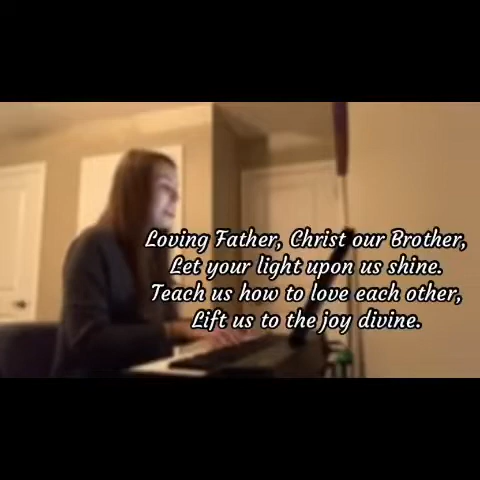 Loving Father, Christ our Brother,
Let your light upon us shine.
Teach us how to love each other,
Lift us to the joy divine.